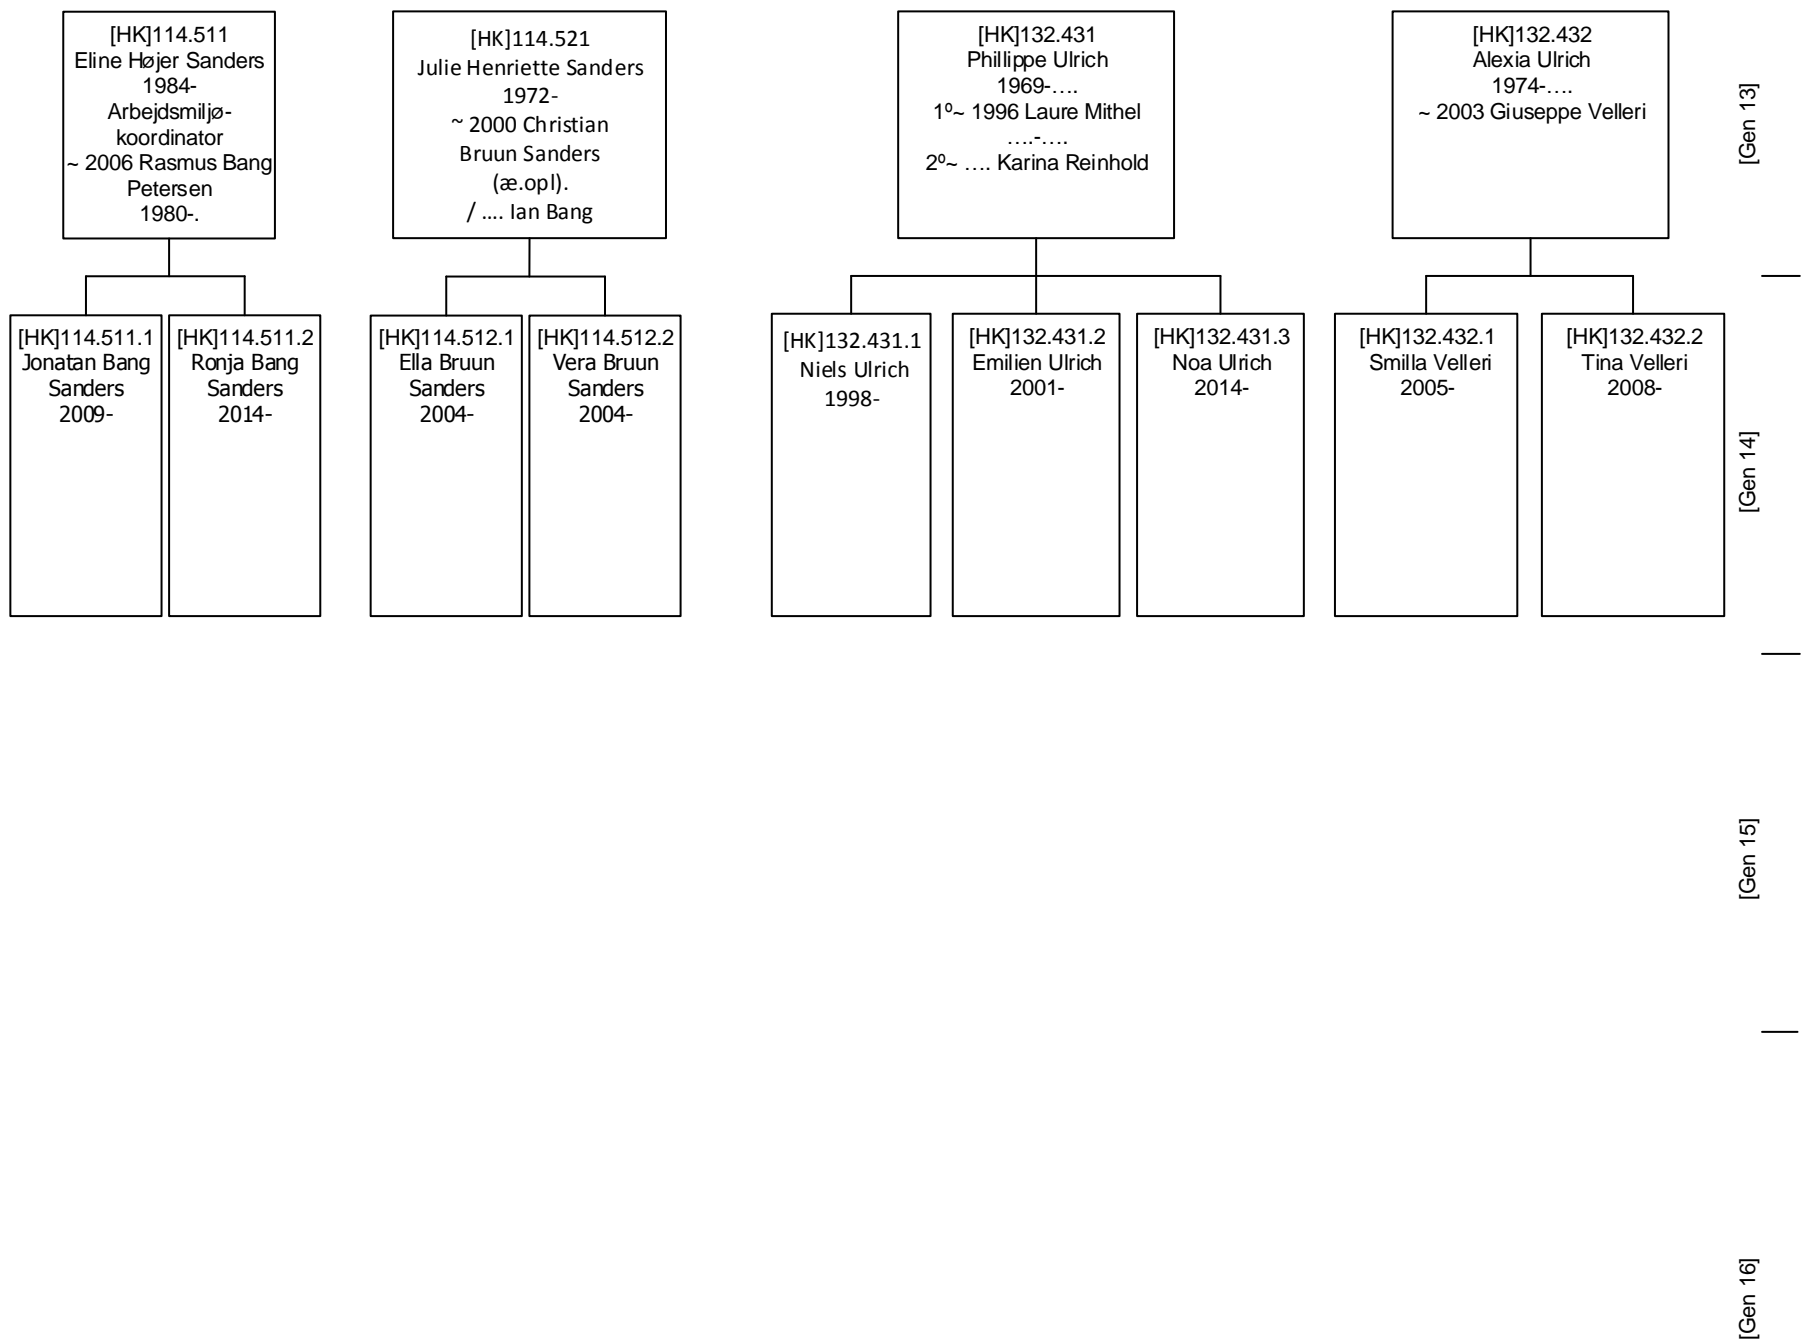 [HK]114.511
Eline Højer Sanders
1984-
Arbejdsmiljø-
koordinator
~ 2006 Rasmus Bang
Petersen
1980-.
[HK]114.521
Julie Henriette Sanders
1972-
~ 2000 Christian
Bruun Sanders
(æ.opl).
/ .... Ian Bang
[HK]132.431
Phillippe Ulrich
1969-....
1º~ 1996 Laure Mithel
....-....
2º~ .... Karina Reinhold
[HK]132.432
Alexia Ulrich
1974-....
~ 2003 Giuseppe Velleri
[Gen 13]
[HK]114.511.1
Jonatan Bang
Sanders
2009-
[HK]114.511.2
Ronja Bang
Sanders
2014-
[HK]114.512.1
Ella Bruun
Sanders
2004-
[HK]114.512.2
Vera Bruun
Sanders
2004-
[HK]132.431.1
Niels Ulrich
1998-
[HK]132.431.2
Emilien Ulrich
2001-
[HK]132.431.3
Noa Ulrich
2014-
[HK]132.432.1
Smilla Velleri
2005-
[HK]132.432.2
Tina Velleri
2008-
[Gen 14]
[Gen 15]
[Gen 16]